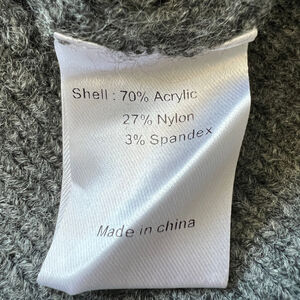 Shell : 70% Acrylic
27% Nylon
3% Spandex
Made in china